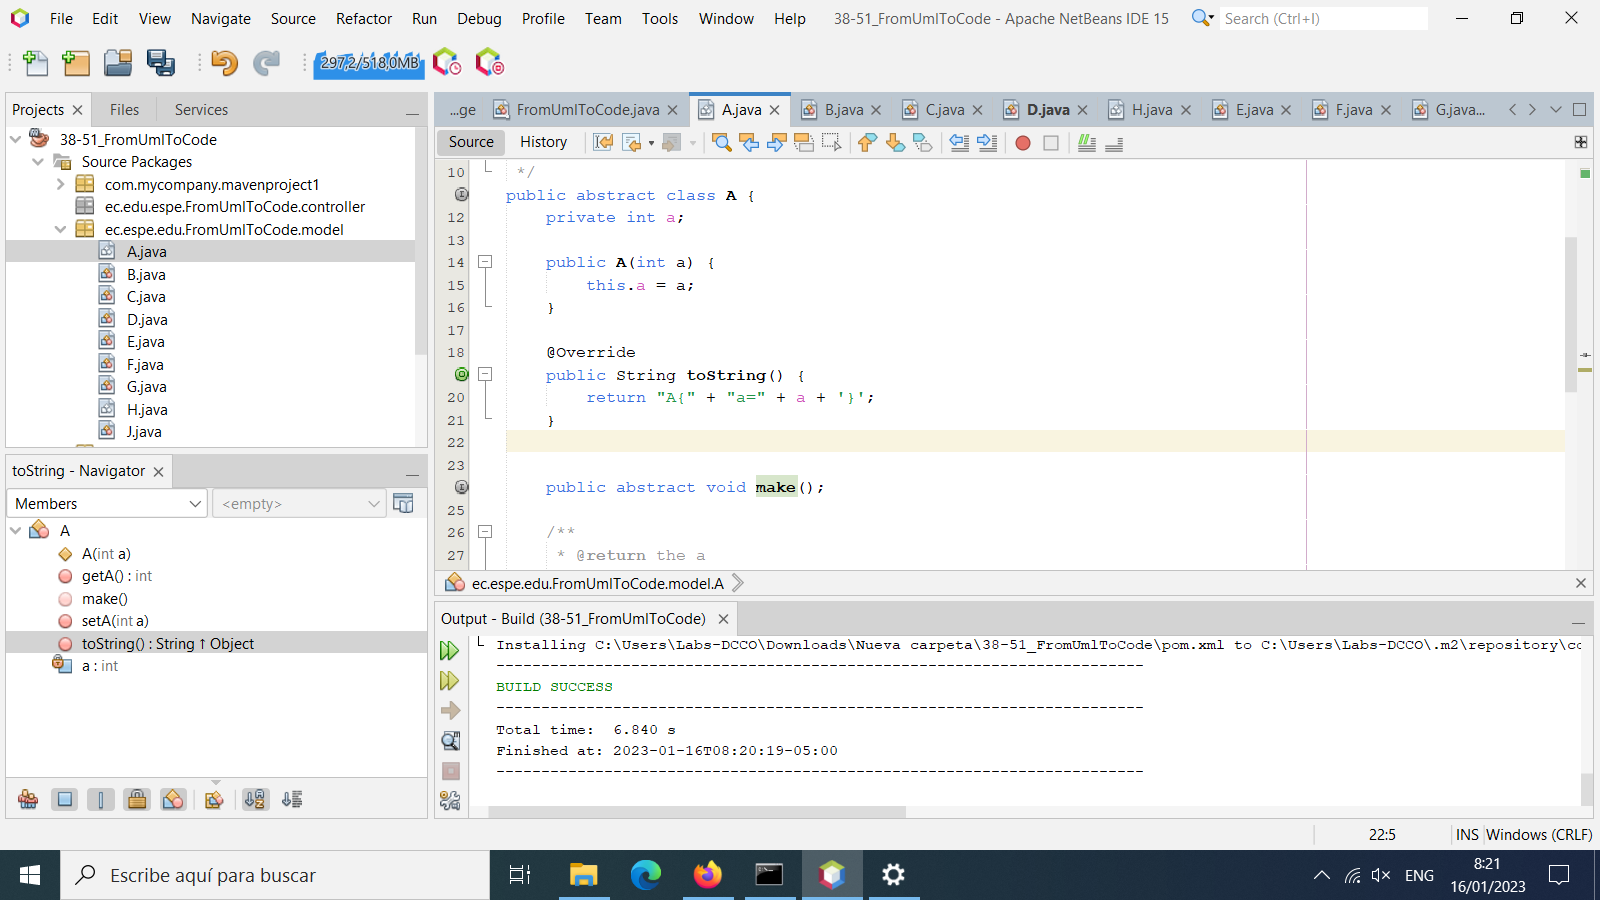 File Edit View Navigate Source Refactor Run Debug Profile Team Tools Window Help 38-51_FromUmlToCode - Apache NetBeans IDE 15 Search (Ctrl+I)
297,2/518,0MB
Projects Files Services
38-51_FromUmlToCode
Source Packages
com.mycompany.mavenproject1
ec.edu.espe.FromUmlToCode.controller
ec.espe.edu.FromUmlToCode.model
A.java
B.java
C.java
D.java
E.java
F.java
G.java
H.java
J.java
toString - Navigator
Members <empty>
A
A(int a)
getA() : int
make()
setA(int a)
toString() : String ↑ Object
a : int
...ge FromUmlToCode.java A.java B.java C.java D.java H.java E.java F.java G.java...
Source History
10 */
public abstract class A {
12 private int a;
13
14 public A(int a) {
15 this.a = a;
16 }
17
18 @Override
public String toString() {
20 return "A{" + "a=" + a + '}';
21 }
22
23
public abstract void make();
25
26 /**
27 * @return the a
ec.espe.edu.FromUmlToCode.model.A
Output - Build (38-51_FromUmlToCode)
Installing C:\Users\Labs-DCCO\Downloads\Nueva carpeta\38-51_FromUmlToCode\pom.xml to C:\Users\Labs-DCCO\.m2\repository\co
------------------------------------------------------------------------
BUILD SUCCESS
------------------------------------------------------------------------
Total time: 6.840 s
Finished at: 2023-01-16T08:20:19-05:00
------------------------------------------------------------------------
22:5 INS Windows (CRLF)
Escribe aquí para buscar
ENG
8:21
16/01/2023